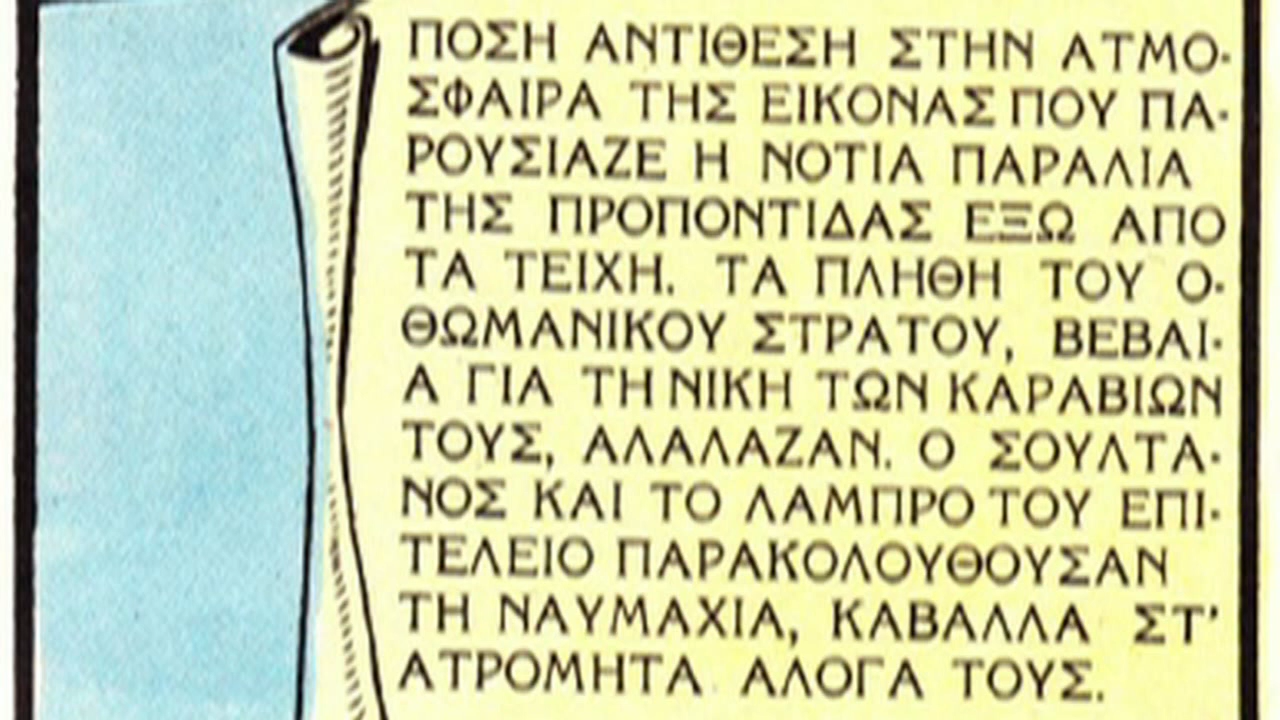 ΠΟΣΗ ΑΝΤΙΘΕΣΗ ΣΤΗΝ ΑΤΜΟ-
ΣΦΑΙΡΑ ΤΗΣ ΕΙΚΟΝΑΣ ΠΟΥ ΠΑ-
ΡΟΥΣΙΑΖΕ Η ΝΟΤΙΑ ΠΑΡΑΛΙΑ
ΤΗΣ ΠΡΟΠΟΝΤΙΔΑΣ ΕΞΩ ΑΠΟ
ΤΑ ΤΕΙΧΗ. ΤΑ ΠΛΗΘΗ ΤΟΥ Ο-
ΘΩΜΑΝΙΚΟΥ ΣΤΡΑΤΟΥ, ΒΕΒΑΙ-
Α ΓΙΑ ΤΗ ΝΙΚΗ ΤΩΝ ΚΑΡΑΒΙΩΝ
ΤΟΥΣ, ΑΛΑΛΑΖΑΝ. Ο ΣΟΥΛΤΑ-
ΝΟΣ ΚΑΙ ΤΟ ΛΑΜΠΡΟ ΤΟΥ ΕΠΙ-
ΤΕΛΕΙΟ ΠΑΡΑΚΟΛΟΥΘΟΥΣΑΝ
ΤΗ ΝΑΥΜΑΧΙΑ, ΚΑΒΑΛΛΑ ΣΤ'
ΑΤΡΟΜΗΤΑ ΑΛΟΓΑ ΤΟΥΣ.